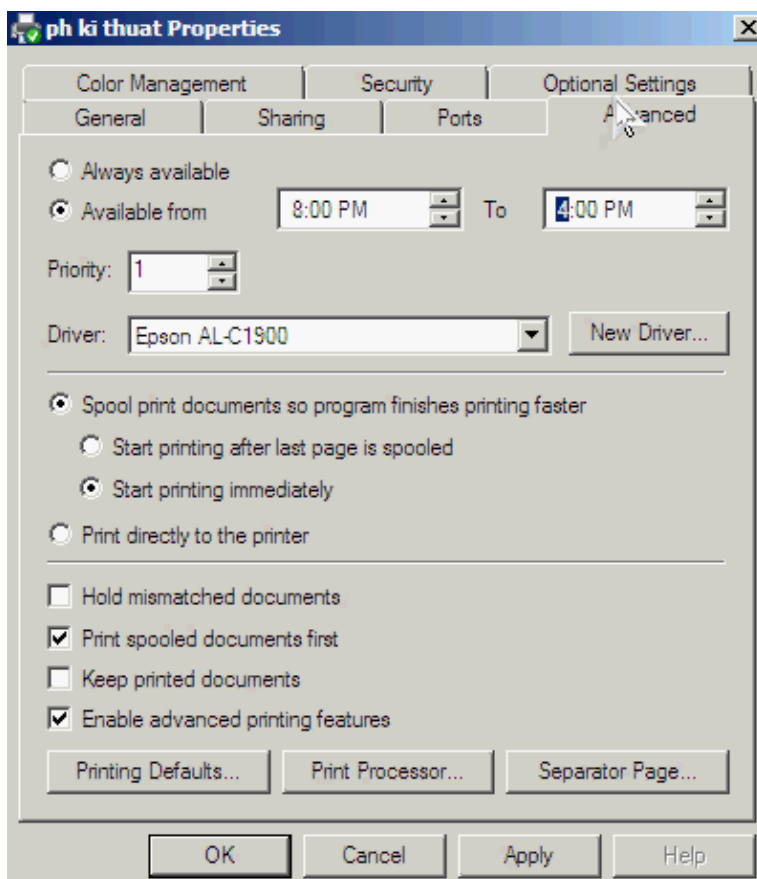 ph ki thuat Properties
Color Management Security Optional Settings
General Sharing Ports Advanced
Always available
Available from 8:00 PM To 4:00 PM
Priority: 1
Driver: Epson AL-C1900 New Driver...
Spool print documents so program finishes printing faster
Start printing after last page is spooled
Start printing immediately
Print directly to the printer
Hold mismatched documents
Print spooled documents first
Keep printed documents
Enable advanced printing features
Printing Defaults... Print Processor... Separator Page...
OK Cancel Apply Help